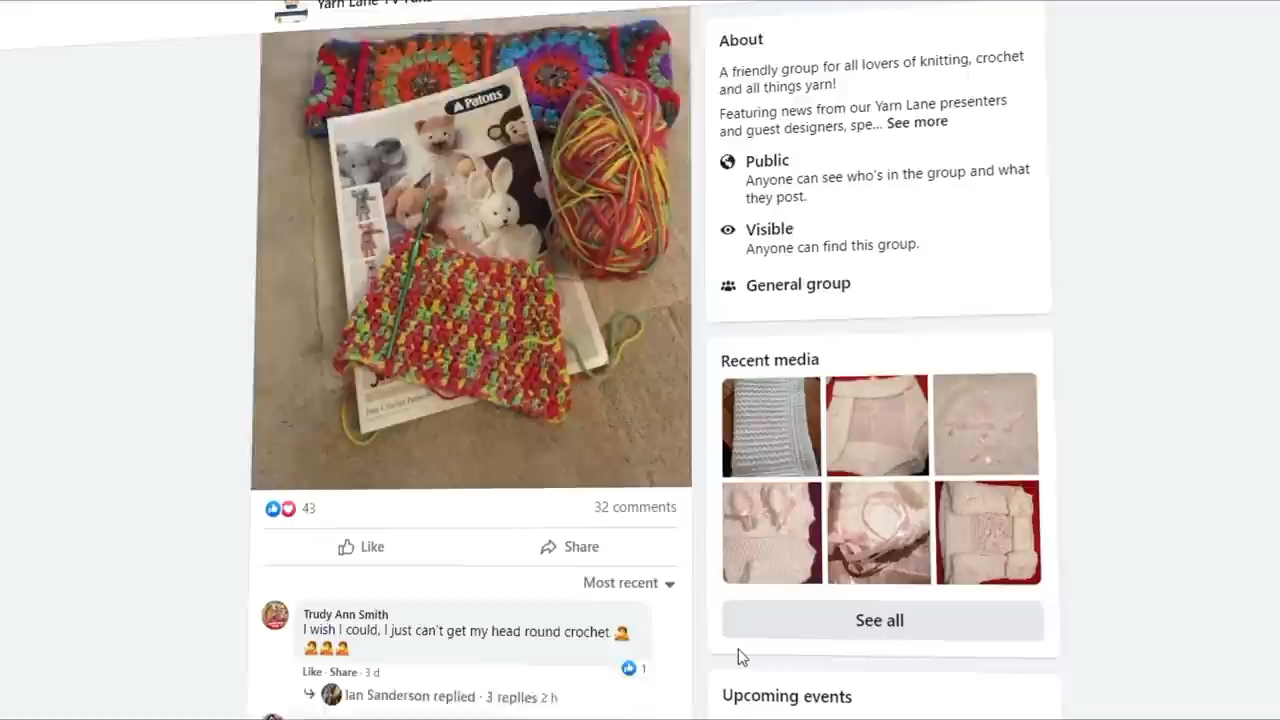 Yarn Lane TV
Patons
43
32 comments
Like
Share
Most recent
Trudy Ann Smith
I wish I could, I just can't get my head round crochet
Like · Share · 3 d
1
Ian Sanderson replied · 3 replies 2 h
About
A friendly group for all lovers of knitting, crochet
and all things yarn!
Featuring news from our Yarn Lane presenters
and guest designers, spe... See more
Public
Anyone can see who's in the group and what
they post.
Visible
Anyone can find this group.
General group
Recent media
See all
Upcoming events